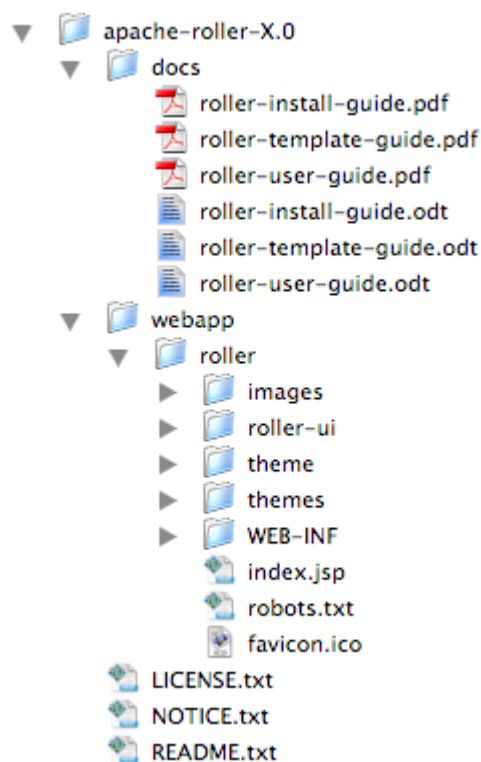 apache-roller-X.0
docs
roller-install-guide.pdf
roller-template-guide.pdf
roller-user-guide.pdf
roller-install-guide.odt
roller-template-guide.odt
roller-user-guide.odt
webapp
roller
images
roller-ui
theme
themes
WEB-INF
index.jsp
robots.txt
favicon.ico
LICENSE.txt
NOTICE.txt
README.txt